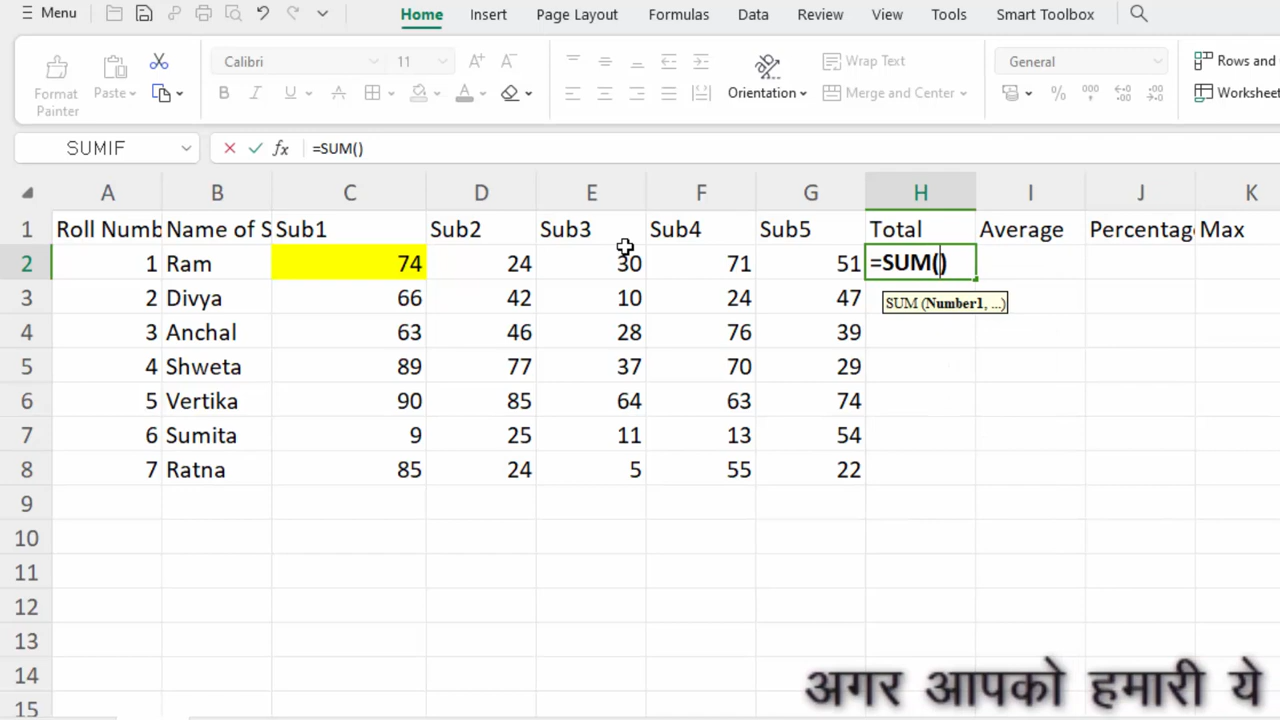 Menu Home Insert Page Layout Formulas Data Review View Tools Smart Toolbox
Calibri 11 Wrap Text General Rows and
Format Painter Paste Orientation Merge and Center % Worksheet
SUMIF fx =SUM()
A B C D E F G H I J K
1 Roll Numb Name of S Sub1 Sub2 Sub3 Sub4 Sub5 Total Average Percentag Max
2 1 Ram 74 24 30 71 51 =SUM()
3 2 Divya 66 42 10 24 47 SUM (Number1, ...)
4 3 Anchal 63 46 28 76 39
5 4 Shweta 89 77 37 70 29
6 5 Vertika 90 85 64 63 74
7 6 Sumita 9 25 11 13 54
8 7 Ratna 85 24 5 55 22
9
10
11
12
13
14
15
अगर आपको हमारी ये